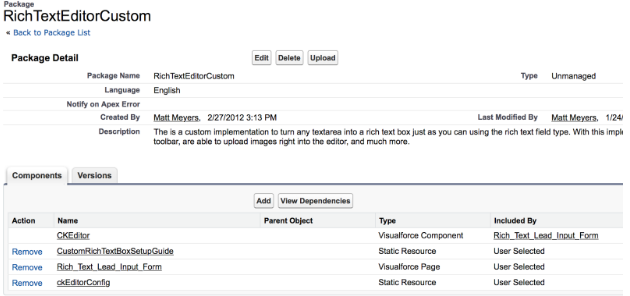 Package
RichTextEditorCustom
« Back to Package List
Package Detail Edit Delete Upload
Package Name RichTextEditorCustom Type Unmanaged
Language English
Notify on Apex Error
Created By Matt Meyers, 2/27/2012 3:13 PM Last Modified By Matt Meyers, 1/24/
Description The is a custom implementation to turn any textarea into a rich text box just as you can using the rich text field type. With this imple
toolbar, are able to upload images right into the editor, and much more.
Components Versions
Add View Dependencies
Action Name Parent Object Type Included By
CKEditor Visualforce Component Rich_Text_Lead_Input_Form
Remove CustomRichTextBoxSetupGuide Static Resource User Selected
Remove Rich_Text_Lead_Input_Form Visualforce Page User Selected
Remove ckEditorConfig Static Resource User Selected